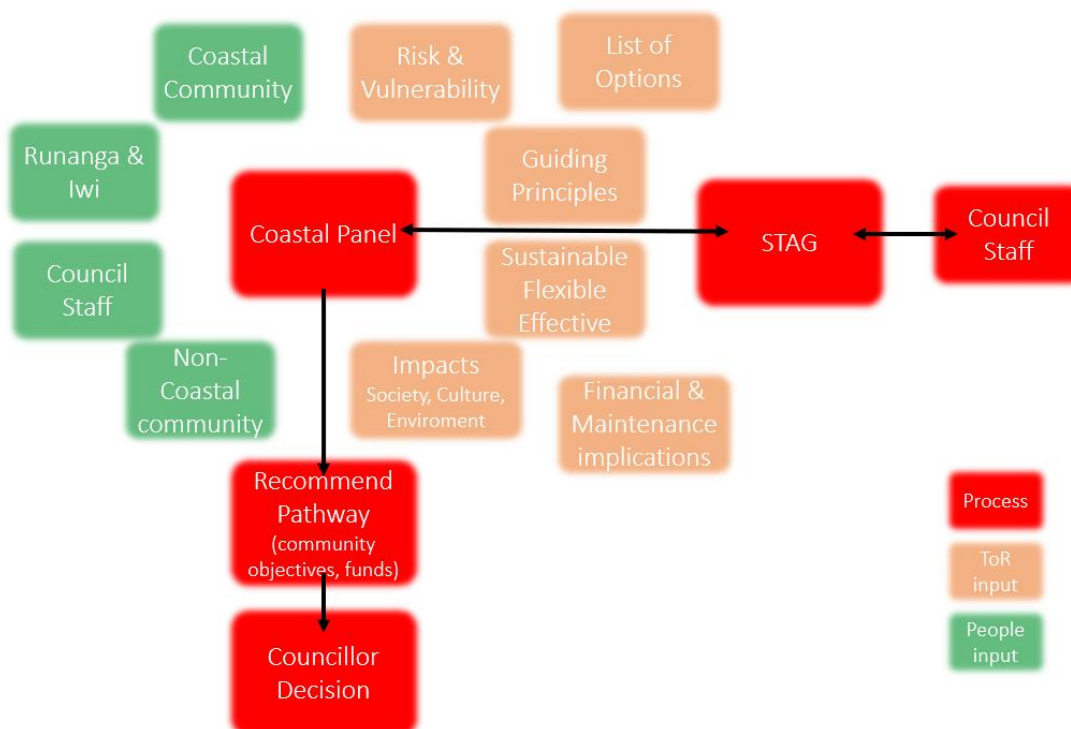 Coastal
Community
Risk &
Vulnerability
List of
Options
Runanga &
Iwi
Guiding
Principles
Coastal Panel
STAG
Council
Staff
Council
Staff
Sustainable
Flexible
Effective
Non-
Coastal
community
Impacts
Society, Culture,
Enviroment
Financial &
Maintenance
implications
Recommend
Pathway
(community
objectives, funds)
Councillor
Decision
Process
ToR
input
People
input